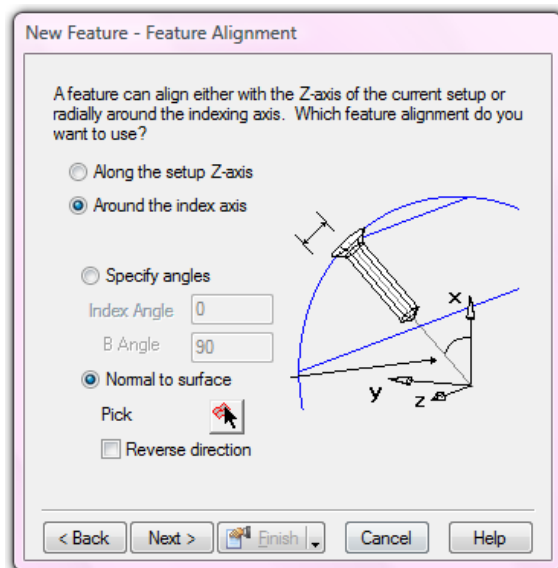 New Feature - Feature Alignment
A feature can align either with the Z-axis of the current setup or
radially around the indexing axis.  Which feature alignment do you
want to use?
Along the setup Z-axis
Around the index axis
Specify angles
Index Angle 0
B Angle 90
Normal to surface
Pick
Reverse direction
x
y
z
< Back Next > Finish Cancel Help